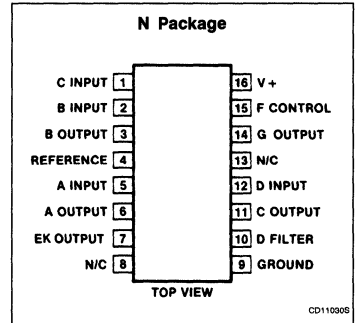 N Package
C INPUT 1
B INPUT 2
B OUTPUT 3
REFERENCE 4
A INPUT 5
A OUTPUT 6
EK OUTPUT 7
N/C 8
16 V+
15 F CONTROL
14 G OUTPUT
13 N/C
12 D INPUT
11 C OUTPUT
10 D FILTER
9 GROUND
TOP VIEW
CD11030S